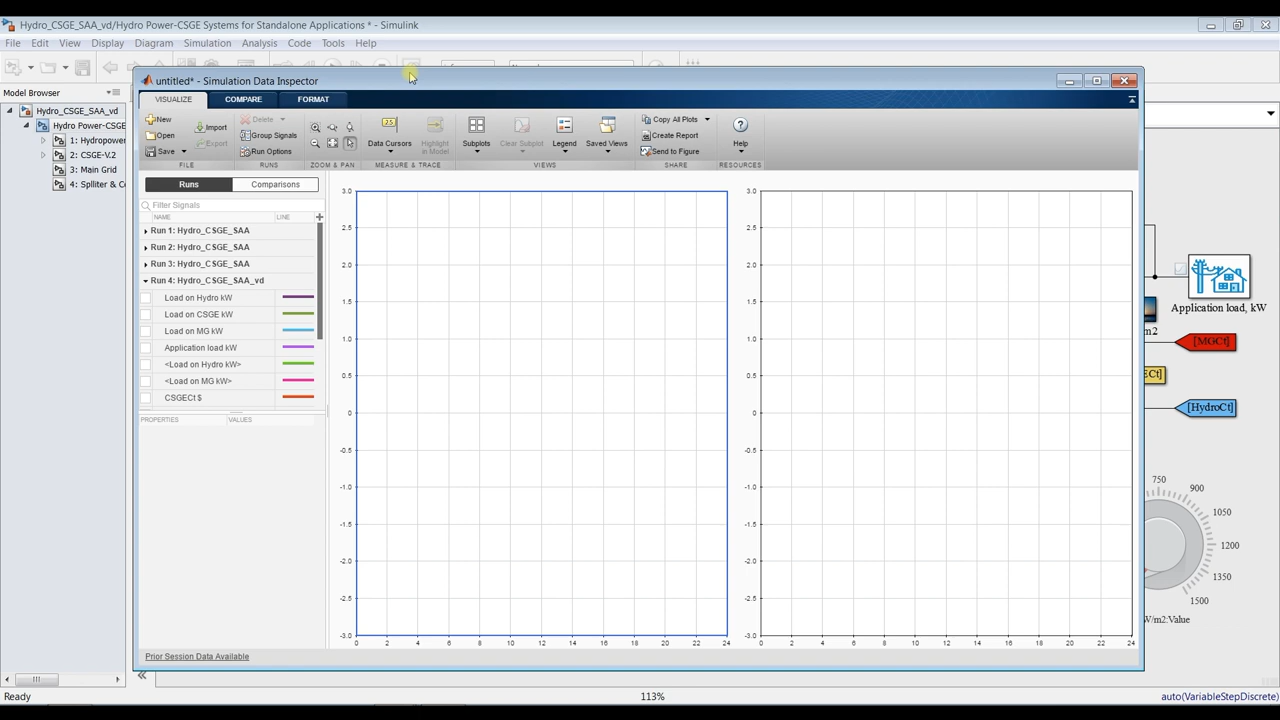 Hydro_CSGE_SAA_vd/Hydro Power-CSGE Systems for Standalone Applications * - Simulink
File Edit View Display Diagram Simulation Analysis Code Tools Help
Model Browser
Hydro_CSGE_SAA_vd
Hydro Power-CSGE
1: Hydropower
2: CSGE-V.2
3: Main Grid
4: Splliter & C
untitled* - Simulation Data Inspector
VISUALIZE COMPARE FORMAT
New
Open
Save
Import
Export
Delete
Group Signals
Run Options
Data Cursors
Highlight in Model
Subplots
Clear Subplot
Legend
Saved Views
Copy All Plots
Create Report
Send to Figure
Help
FILE RUNS ZOOM & PAN MEASURE & TRACE VIEWS SHARE RESOURCES
Runs Comparisons
Filter Signals
NAME LINE
Run 1: Hydro_CSGE_SAA
Run 2: Hydro_CSGE_SAA
Run 3: Hydro_CSGE_SAA
Run 4: Hydro_CSGE_SAA_vd
Load on Hydro kW
Load on CSGE kW
Load on MG kW
Application load kW
<Load on Hydro kW>
<Load on MG kW>
CSGECt $
PROPERTIES VALUES
Prior Session Data Available
3.0
2.5
2.0
1.5
1.0
0.5
0
-0.5
-1.0
-1.5
-2.0
-2.5
-3.0
0 2 4 6 8 10 12 14 16 18 20 22 24
3.0
2.5
2.0
1.5
1.0
0.5
0
-0.5
-1.0
-1.5
-2.0
-2.5
-3.0
0 2 4 6 8 10 12 14 16 18 20 22 24
Application load, kW
m2
[MGCt]
ECt]
[HydroCt]
750
900
1050
1200
1350
1500
V/m2:Value
Ready 113% auto(VariableStepDiscrete)